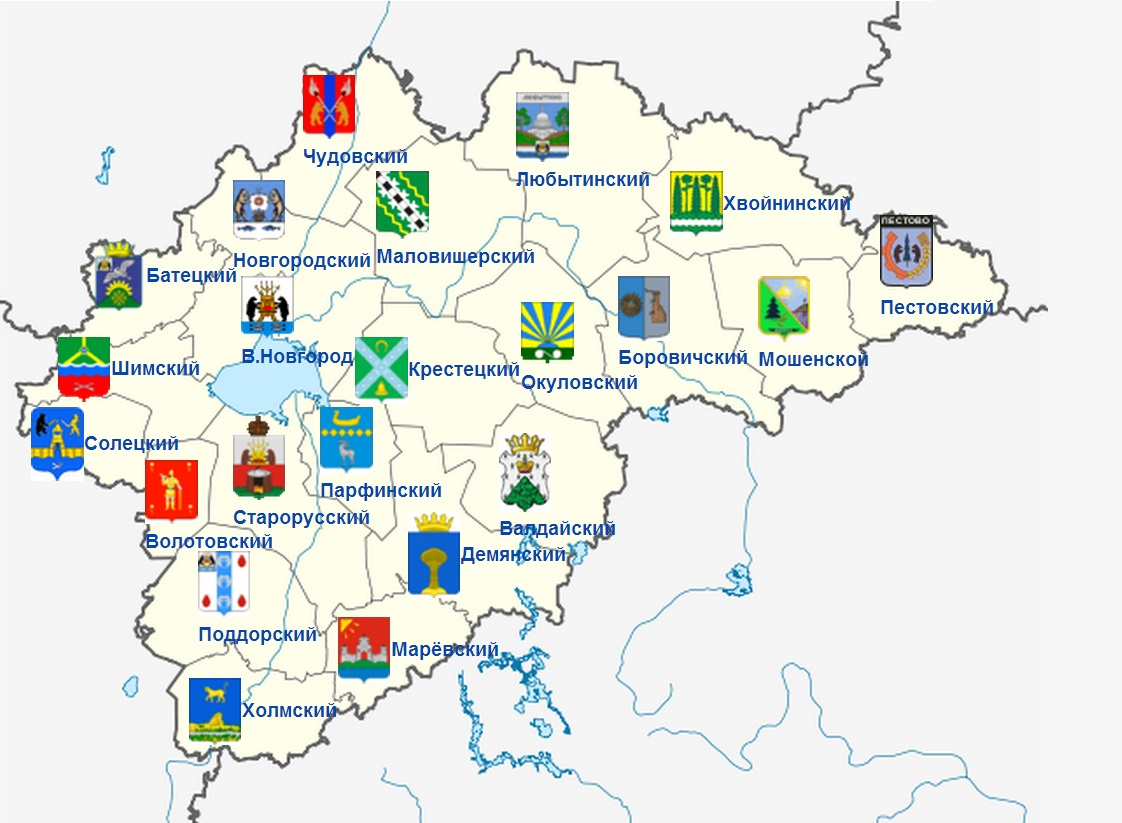 Чудовский
ЛЮБЫТИНО
Любытинский
Хвойнинский
ПЕСТОВО
Новгородский
Маловишерский
Батецкий
Пестовский
В.Новгород
Боровичский
Мошенской
Шимский
Крестецкий
Окуловский
Солецкий
Парфинский
Старорусский
Валдайский
Волотовский
Демянский
Поддорский
Марёвский
Холмский